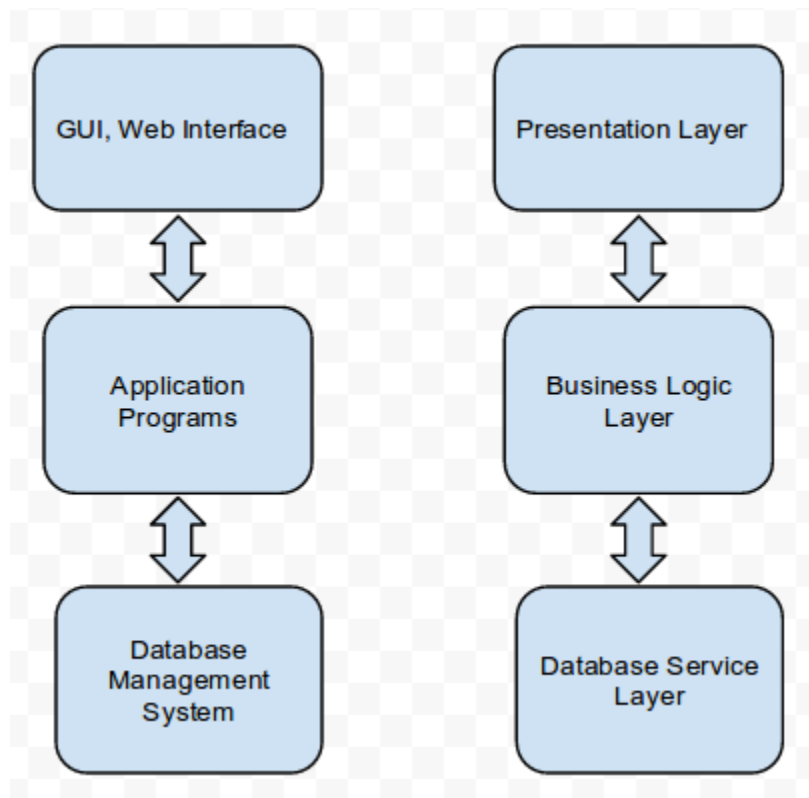 GUI, Web Interface
Presentation Layer
Application
Programs
Business Logic
Layer
Database
Management
System
Database Service
Layer